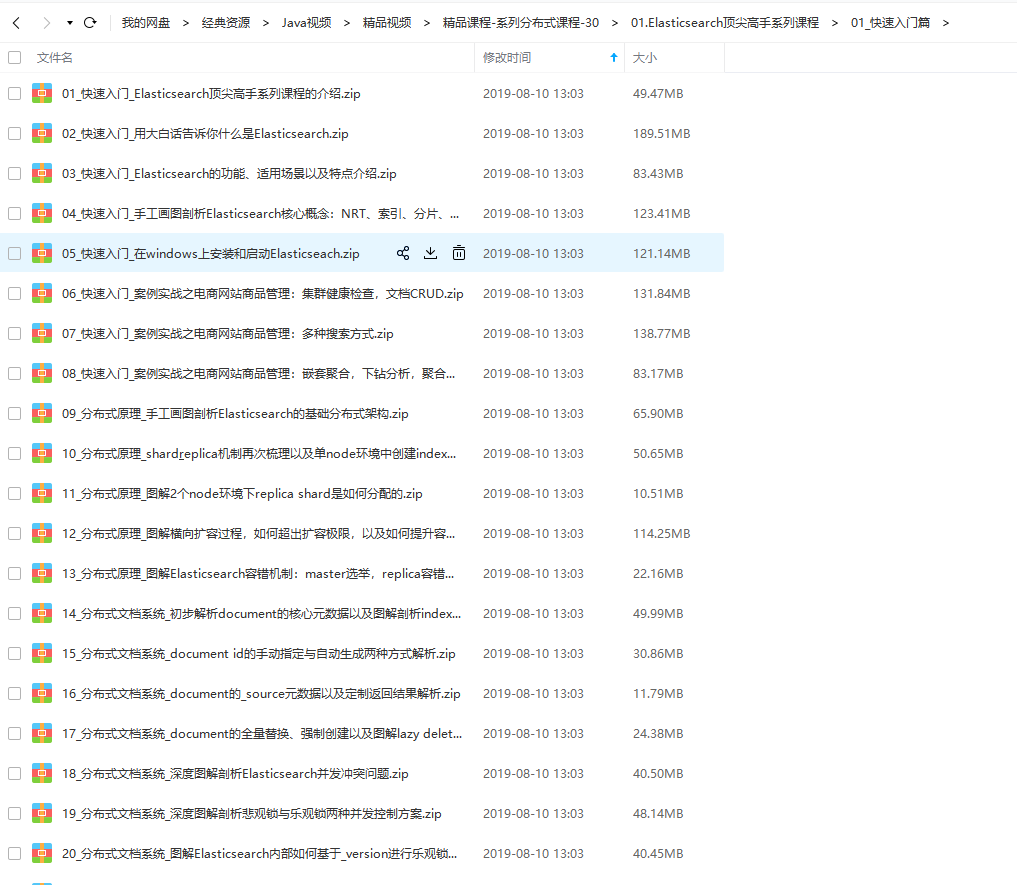 我的网盘 > 经典资源 > Java视频 > 精品视频 > 精品课程-系列分布式课程-30 > 01.Elasticsearch顶尖高手系列课程 > 01_快速入门篇 >
文件名 修改时间 大小
01_快速入门_Elasticsearch顶尖高手系列课程的介绍.zip 2019-08-10 13:03 49.47MB
02_快速入门_用大白话告诉你什么是Elasticsearch.zip 2019-08-10 13:03 189.51MB
03_快速入门_Elasticsearch的功能、适用场景以及特点介绍.zip 2019-08-10 13:03 83.43MB
04_快速入门_手工画图剖析Elasticsearch核心概念：NRT、索引、分片、... 2019-08-10 13:03 123.41MB
05_快速入门_在windows上安装和启动Elasticseach.zip 2019-08-10 13:03 121.14MB
06_快速入门_案例实战之电商网站商品管理：集群健康检查，文档CRUD.zip 2019-08-10 13:03 131.84MB
07_快速入门_案例实战之电商网站商品管理：多种搜索方式.zip 2019-08-10 13:03 138.77MB
08_快速入门_案例实战之电商网站商品管理：嵌套聚合，下钻分析，聚合... 2019-08-10 13:03 83.17MB
09_分布式原理_手工画图剖析Elasticsearch的基础分布式架构.zip 2019-08-10 13:03 65.90MB
10_分布式原理_shardreplica机制再次梳理以及单node环境中创建index... 2019-08-10 13:03 50.65MB
11_分布式原理_图解2个node环境下replica shard是如何分配的.zip 2019-08-10 13:03 10.51MB
12_分布式原理_图解横向扩容过程，如何超出扩容极限，以及如何提升容... 2019-08-10 13:03 114.25MB
13_分布式原理_图解Elasticsearch容错机制：master选举，replica容错... 2019-08-10 13:03 22.16MB
14_分布式文档系统_初步解析document的核心元数据以及图解剖析index... 2019-08-10 13:03 49.99MB
15_分布式文档系统_document id的手动指定与自动生成两种方式解析.zip 2019-08-10 13:03 30.86MB
16_分布式文档系统_document的_source元数据以及定制返回结果解析.zip 2019-08-10 13:03 11.79MB
17_分布式文档系统_document的全量替换、强制创建以及图解lazy delet... 2019-08-10 13:03 24.38MB
18_分布式文档系统_深度图解剖析Elasticsearch并发冲突问题.zip 2019-08-10 13:03 40.50MB
19_分布式文档系统_深度图解剖析悲观锁与乐观锁两种并发控制方案.zip 2019-08-10 13:03 48.14MB
20_分布式文档系统_图解Elasticsearch内部如何基于_version进行乐观锁... 2019-08-10 13:03 40.45MB